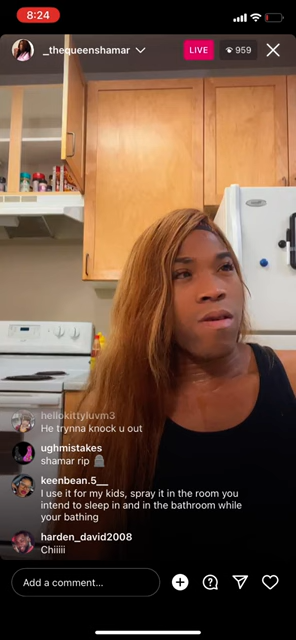 8:24
_thequeenshamar
LIVE
959
hellokittyluvm3
He trynna knock u out
ughmistakes
shamar rip 🪦
keenbean.5__
I use it for my kids, spray it in the room you
intend to sleep in and in the bathroom while
your bathing
harden_david2008
Chiiiii
Add a comment...